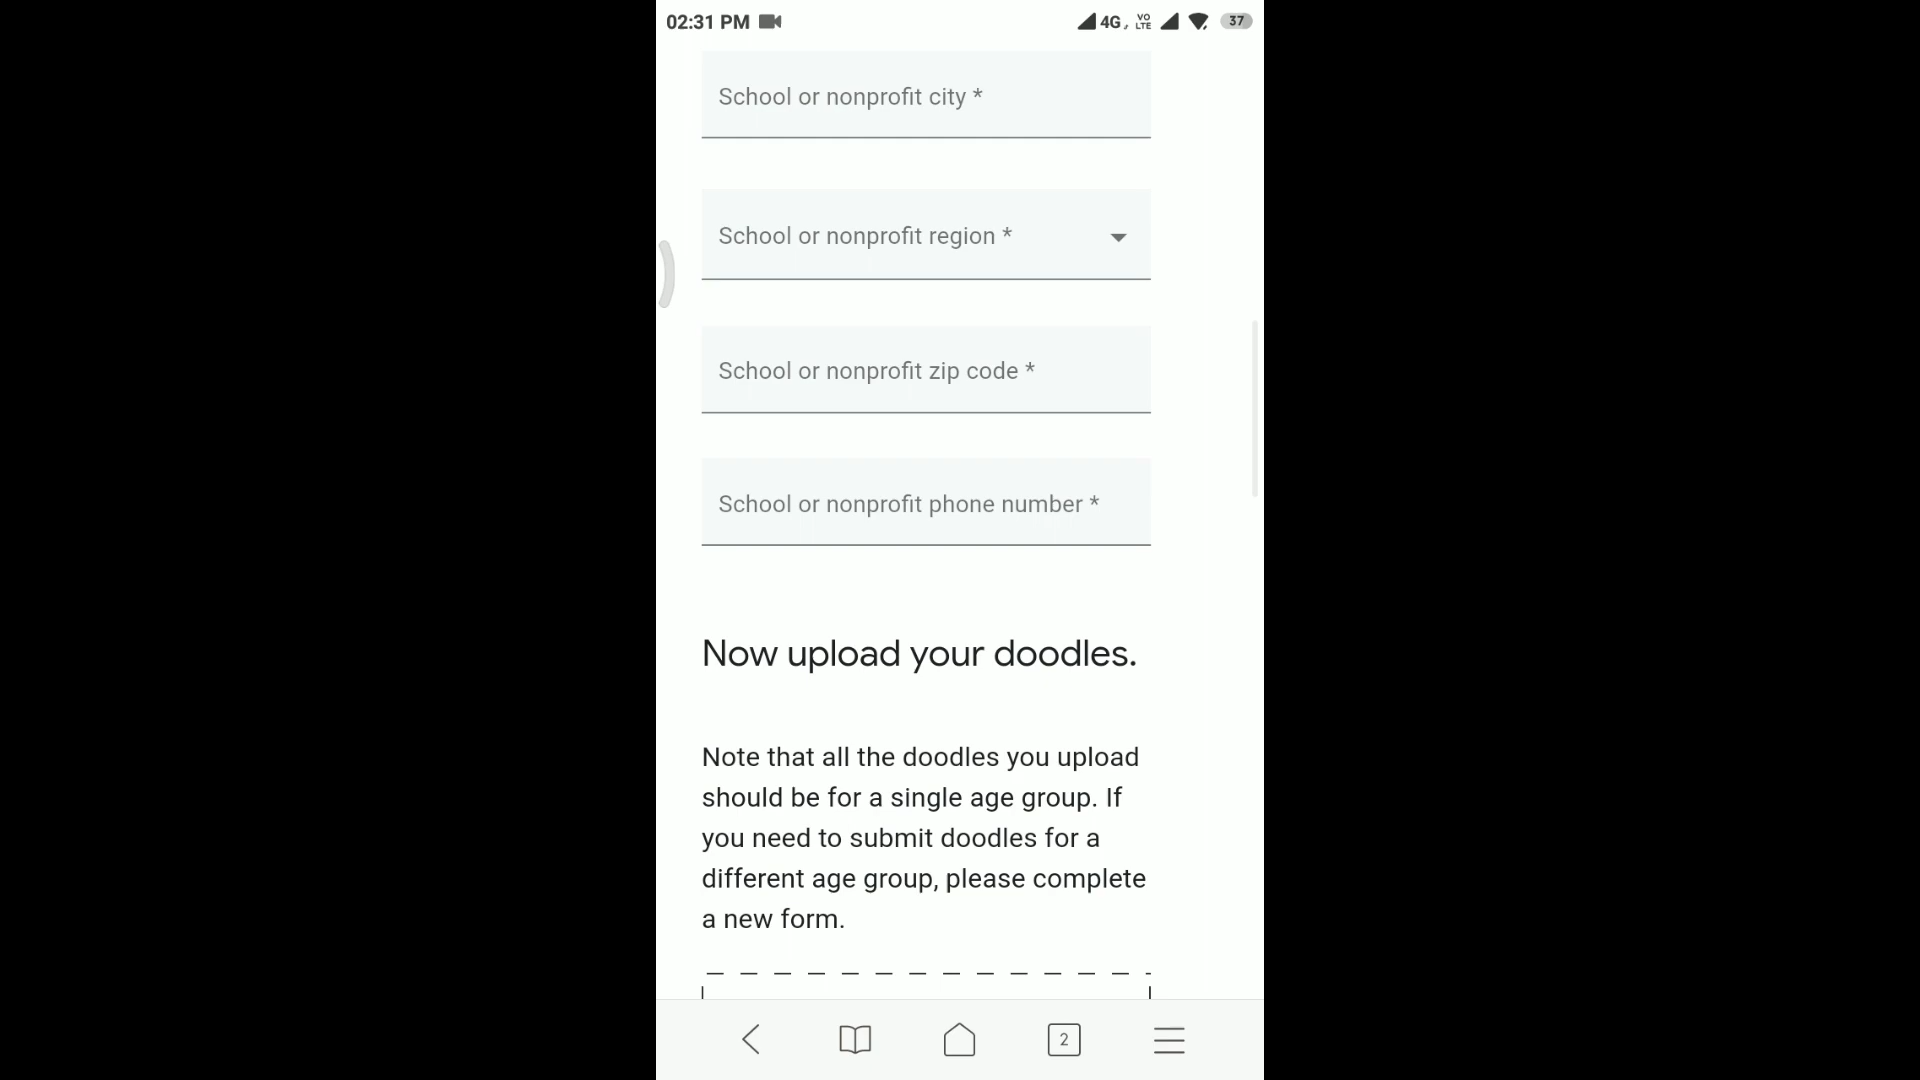 02:31 PM 4G VO LTE 37
School or nonprofit city *
School or nonprofit region *
School or nonprofit zip code *
School or nonprofit phone number *
Now upload your doodles.
Note that all the doodles you upload
should be for a single age group. If
you need to submit doodles for a
different age group, please complete
a new form.
2